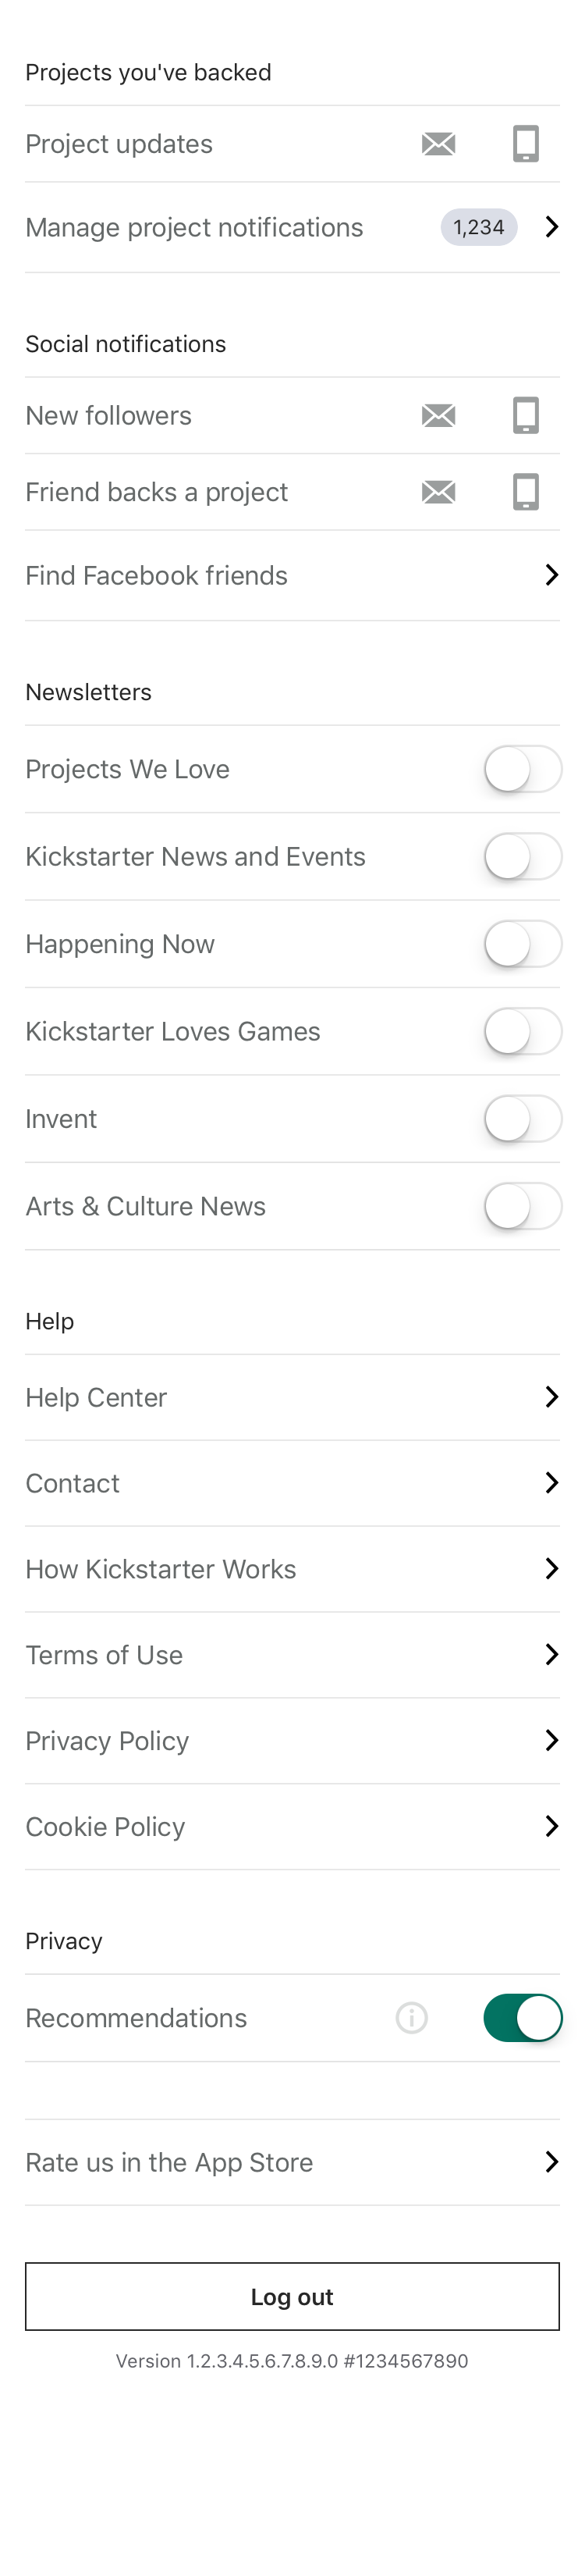 Projects you've backed
Project updates
Manage project notifications 1,234
Social notifications
New followers
Friend backs a project
Find Facebook friends
Newsletters
Projects We Love
Kickstarter News and Events
Happening Now
Kickstarter Loves Games
Invent
Arts & Culture News
Help
Help Center
Contact
How Kickstarter Works
Terms of Use
Privacy Policy
Cookie Policy
Privacy
Recommendations
Rate us in the App Store
Log out
Version 1.2.3.4.5.6.7.8.9.0 #1234567890